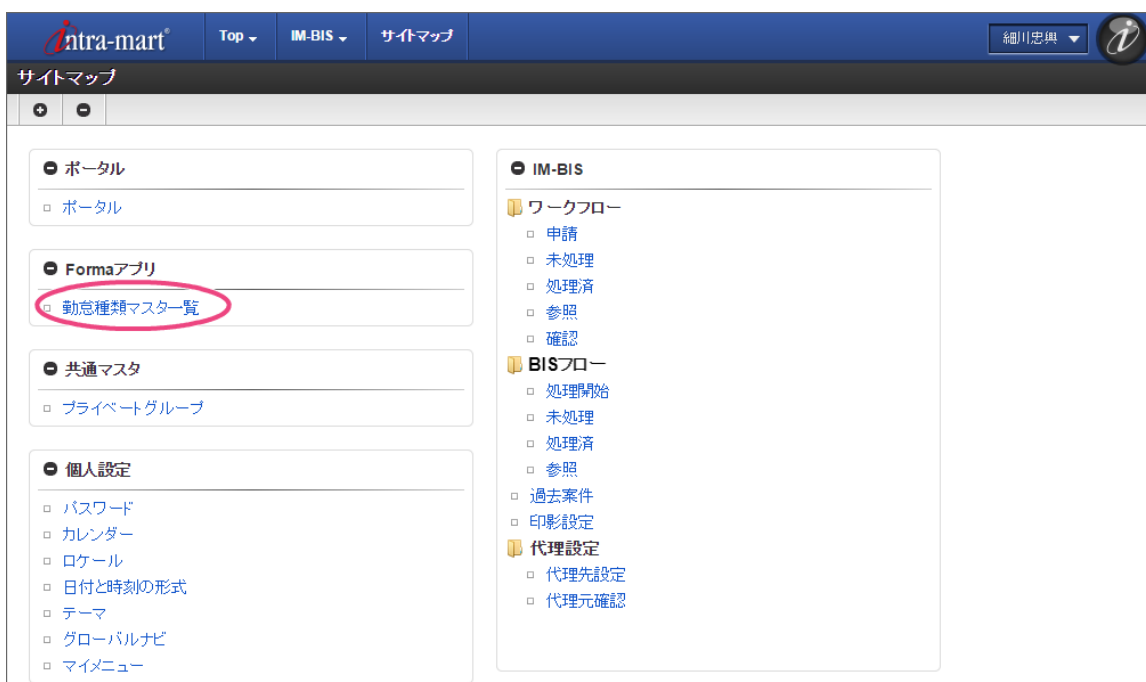 intra-mart®
Top
IM-BIS
サイトマップ
細川忠興
サイトマップ
ポータル
ポータル
Formaアプリ
勤怠種類マスタ一覧
共通マスタ
プライベートグループ
個人設定
パスワード
カレンダー
ロケール
日付と時刻の形式
テーマ
グローバルナビ
マイメニュー
IM-BIS
ワークフロー
申請
未処理
処理済
参照
確認
BISフロー
処理開始
未処理
処理済
参照
過去案件
印影設定
代理設定
代理先設定
代理元確認